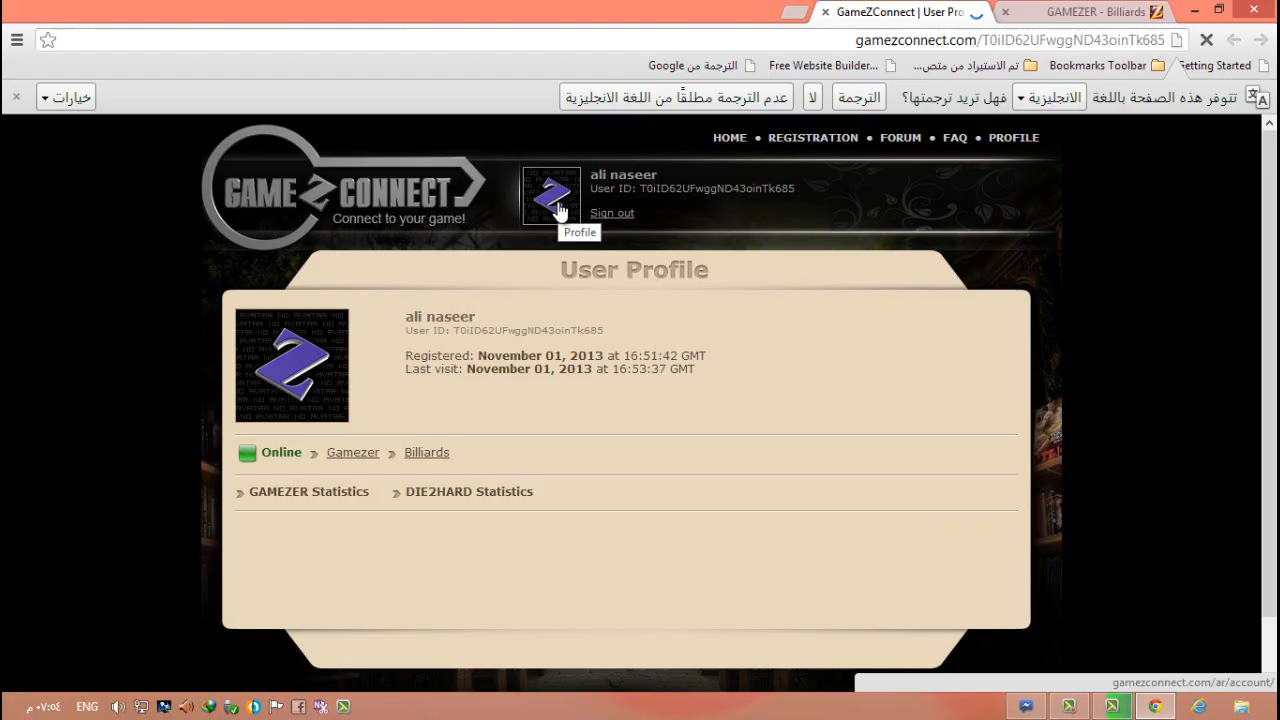 GameZConnect | User Pro
GAMEZER - Billiards
gamezconnect.com/T0iID62UFwggND43oinTk685
الترجمة من Google
Free Website Builder...
تم الاستيراد من متص...
Bookmarks Toolbar
Getting Started
خيارات
عدم الترجمة مطلقًا من اللغة الانجليزية
لا
الترجمة
فهل تريد ترجمتها؟
الانجليزية
تتوفر هذه الصفحة باللغة
HOME • REGISTRATION • FORUM • FAQ • PROFILE
GAME Z CONNECT
Connect to your game!
ali naseer
User ID: T0iID62UFwggND43oinTk685
Sign out
Profile
User Profile
ali naseer
User ID: T0iID62UFwggND43oinTk685
Registered: November 01, 2013 at 16:51:42 GMT
Last visit: November 01, 2013 at 16:53:37 GMT
Online » Gamezer » Billiards
» GAMEZER Statistics » DIE2HARD Statistics
gamezconnect.com/ar/account/
٠٧:٥٤ م
ENG